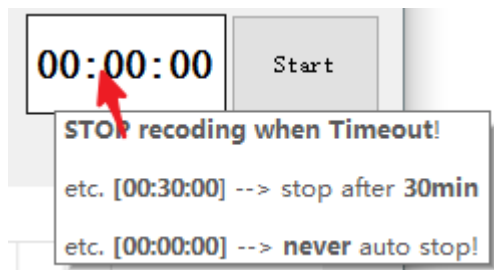 00:00:00
Start
STOP recoding when Timeout!
etc. [00:30:00] --> stop after 30min
etc. [00:00:00] --> never auto stop!